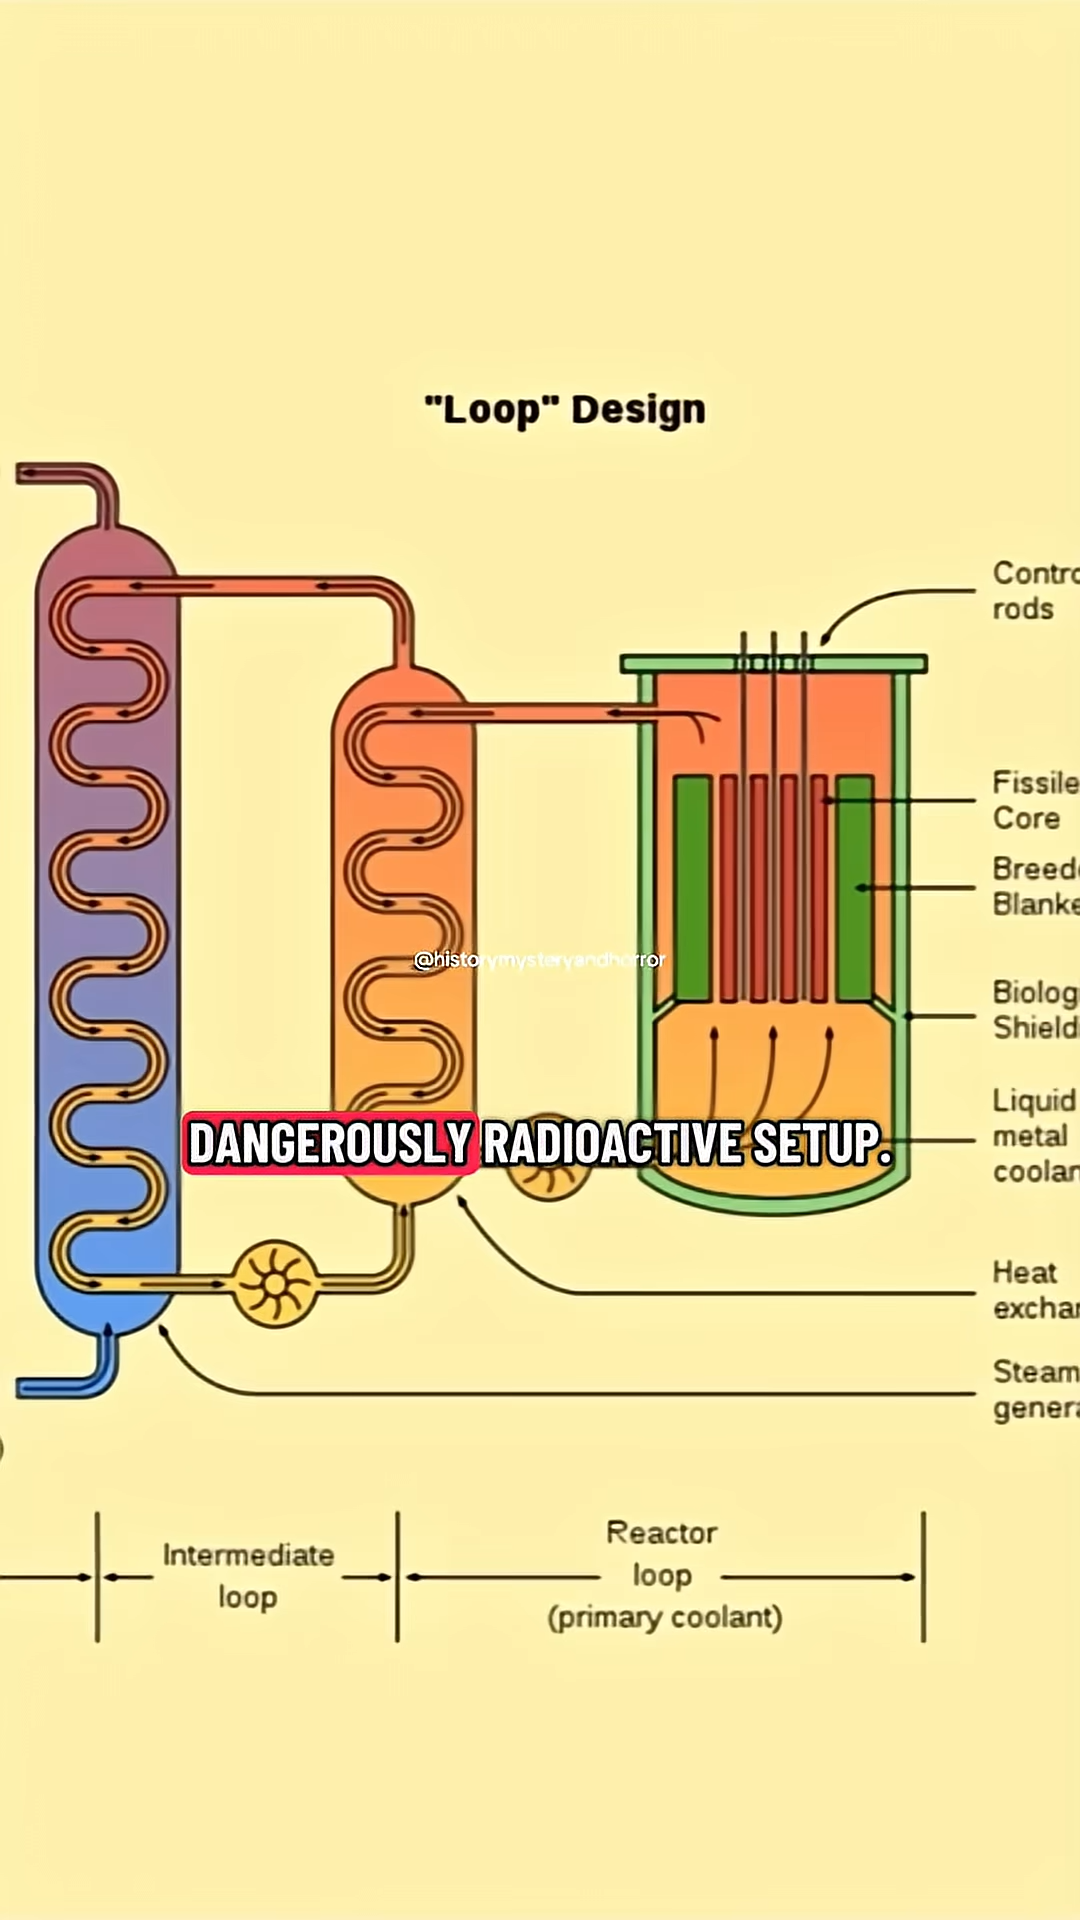 "Loop" Design
Contro
rods
Fissile
Core
Breed
Blanke
Biolog
Shield
@historymysteryandhorror
DANGEROUSLY RADIOACTIVE SETUP.
Liquid
metal
coolan
Heat
exchan
Steam
genera
Intermediate
loop
Reactor
loop
(primary coolant)